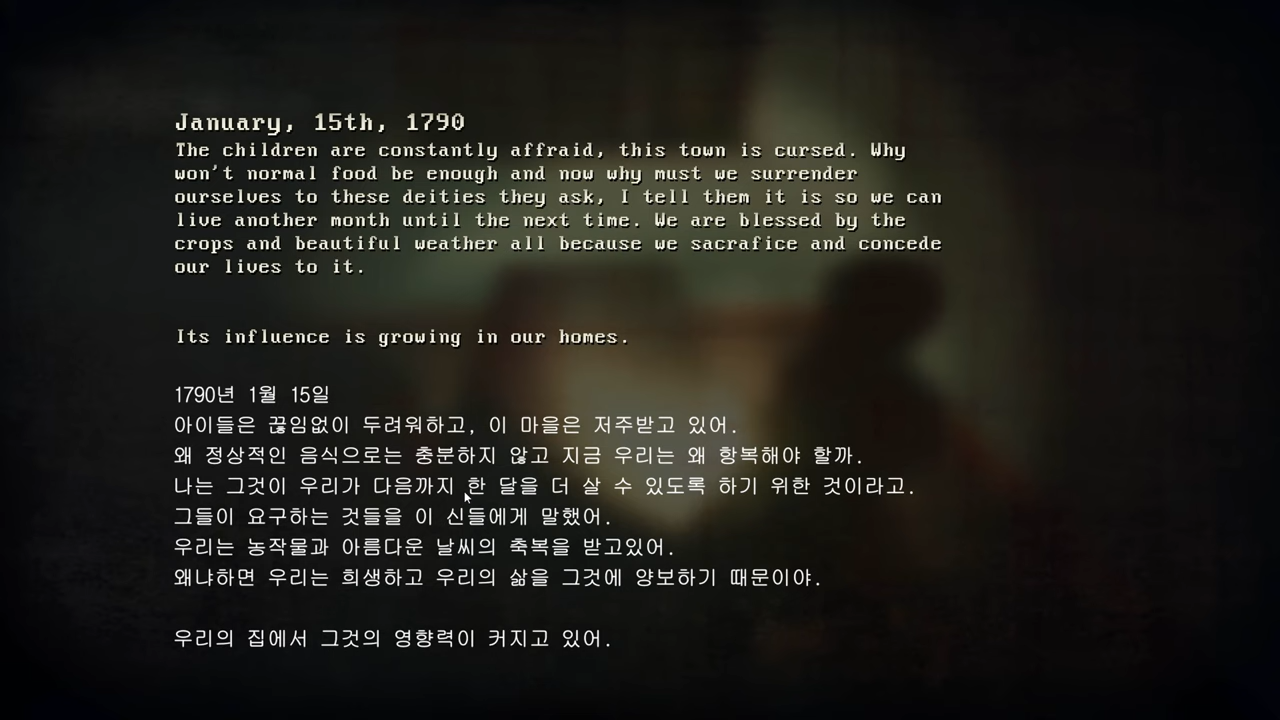 January, 15th, 1790
The children are constantly affraid, this town is cursed. Why
won't normal food be enough and now why must we surrender
ourselves to these deities they ask, I tell them it is so we can
live another month until the next time. We are blessed by the
crops and beautiful weather all because we sacrafice and concede
our lives to it.
Its influence is growing in our homes.
1790년 1월 15일
아이들은 끊임없이 두려워하고, 이 마을은 저주받고 있어.
왜 정상적인 음식으로는 충분하지 않고 지금 우리는 왜 항복해야 할까.
나는 그것이 우리가 다음까지 한 달을 더 살 수 있도록 하기 위한 것이라고.
그들이 요구하는 것들을 이 신들에게 말했어.
우리는 농작물과 아름다운 날씨의 축복을 받고있어.
왜냐하면 우리는 희생하고 우리의 삶을 그것에 양보하기 때문이야.
우리의 집에서 그것의 영향력이 커지고 있어.